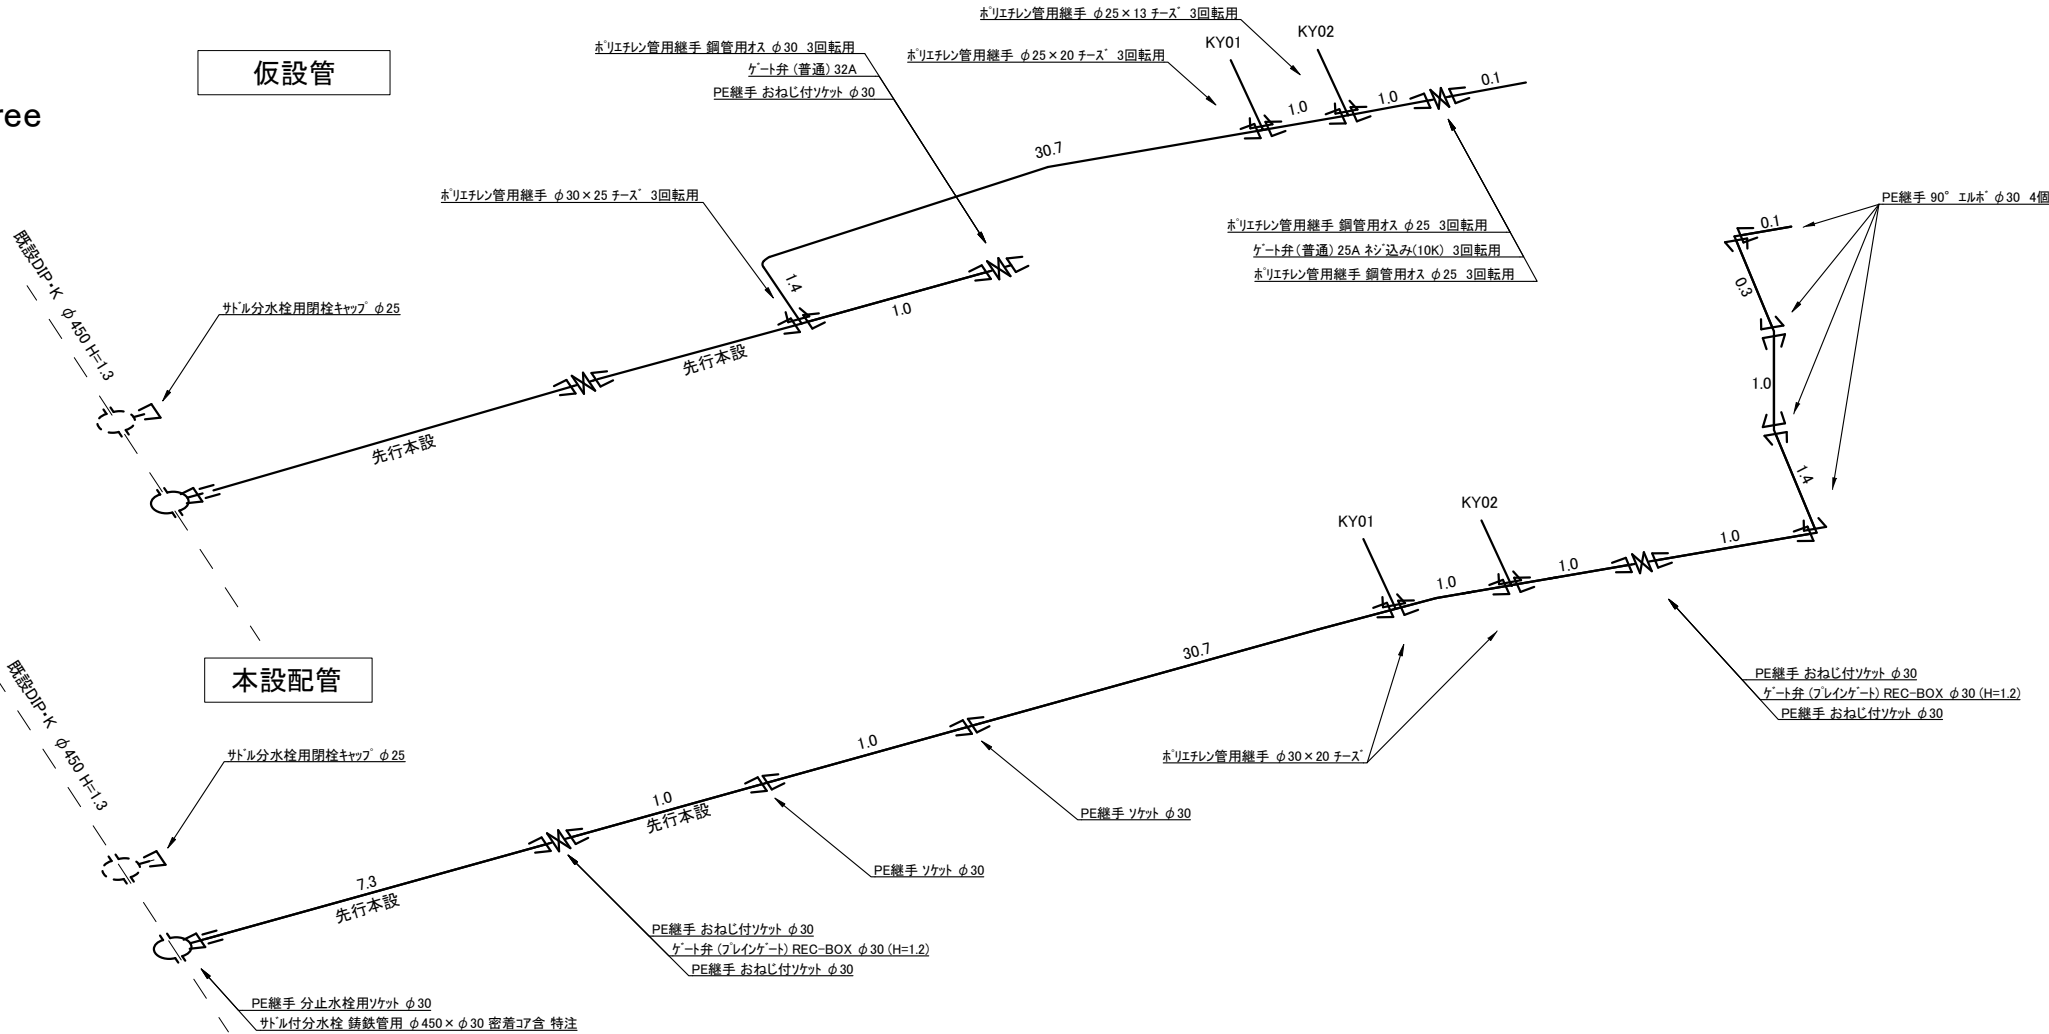 仮設管
ree
ﾎﾟﾘｴﾁﾚﾝ管用継手 φ25×13 ﾁｰｽﾞ 3回転用
ﾎﾟﾘｴﾁﾚﾝ管用継手 φ25×20 ﾁｰｽﾞ 3回転用
ﾎﾟﾘｴﾁﾚﾝ管用継手 鋼管用ｵｽ φ30 3回転用
ｹﾞｰﾄ弁 (普通) 32A
PE継手 おねじ付ｿｹｯﾄ φ30
KY01
KY02
1.0
1.0
0.1
30.7
ﾎﾟﾘｴﾁﾚﾝ管用継手 φ30×25 ﾁｰｽﾞ 3回転用
1.4
1.0
ﾎﾟﾘｴﾁﾚﾝ管用継手 鋼管用ｵｽ φ25 3回転用
ｹﾞｰﾄ弁(普通) 25A ﾈｼﾞ込み(10K) 3回転用
ﾎﾟﾘｴﾁﾚﾝ管用継手 鋼管用ｵｽ φ25 3回転用
既設DIP・K φ450 H=1.3
ｻﾄﾞﾙ分水栓用閉栓ｷｬｯﾌﾟ φ25
先行本設
先行本設
PE継手 90° ｴﾙﾎﾞ φ30 4個
0.1
0.3
1.0
1.4
本設配管
KY01
KY02
1.0
1.0
1.0
30.7
PE継手 おねじ付ｿｹｯﾄ φ30
ｹﾞｰﾄ弁 (ﾌﾟﾚｲﾝｹﾞｰﾄ) REC-BOX φ30 (H=1.2)
PE継手 おねじ付ｿｹｯﾄ φ30
ﾎﾟﾘｴﾁﾚﾝ管用継手 φ30×20 ﾁｰｽﾞ
PE継手 ｿｹｯﾄ φ30
1.0
1.0
先行本設
PE継手 ｿｹｯﾄ φ30
既設DIP・K φ450 H=1.3
ｻﾄﾞﾙ分水栓用閉栓ｷｬｯﾌﾟ φ25
7.3
先行本設
PE継手 おねじ付ｿｹｯﾄ φ30
ｹﾞｰﾄ弁 (ﾌﾟﾚｲﾝｹﾞｰﾄ) REC-BOX φ30 (H=1.2)
PE継手 おねじ付ｿｹｯﾄ φ30
PE継手 分止水栓用ｿｹｯﾄ φ30
ｻﾄﾞﾙ付分水栓 鋳鉄管用 φ450×φ30 密着ｺｱ含 特注